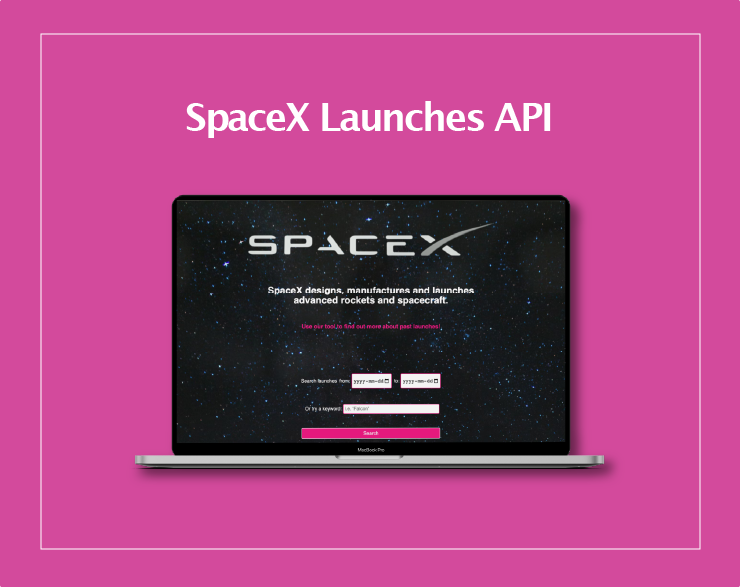 SpaceX Launches API
SPACEX
SpaceX designs, manufactures and launches
advanced rockets and spacecraft.
Use our tool to find out more about past launches!
Search launches from: yyyy-mm-dd to yyyy-mm-dd
Or try a keyword: i.e. "Falcon"
Search
MacBook Pro